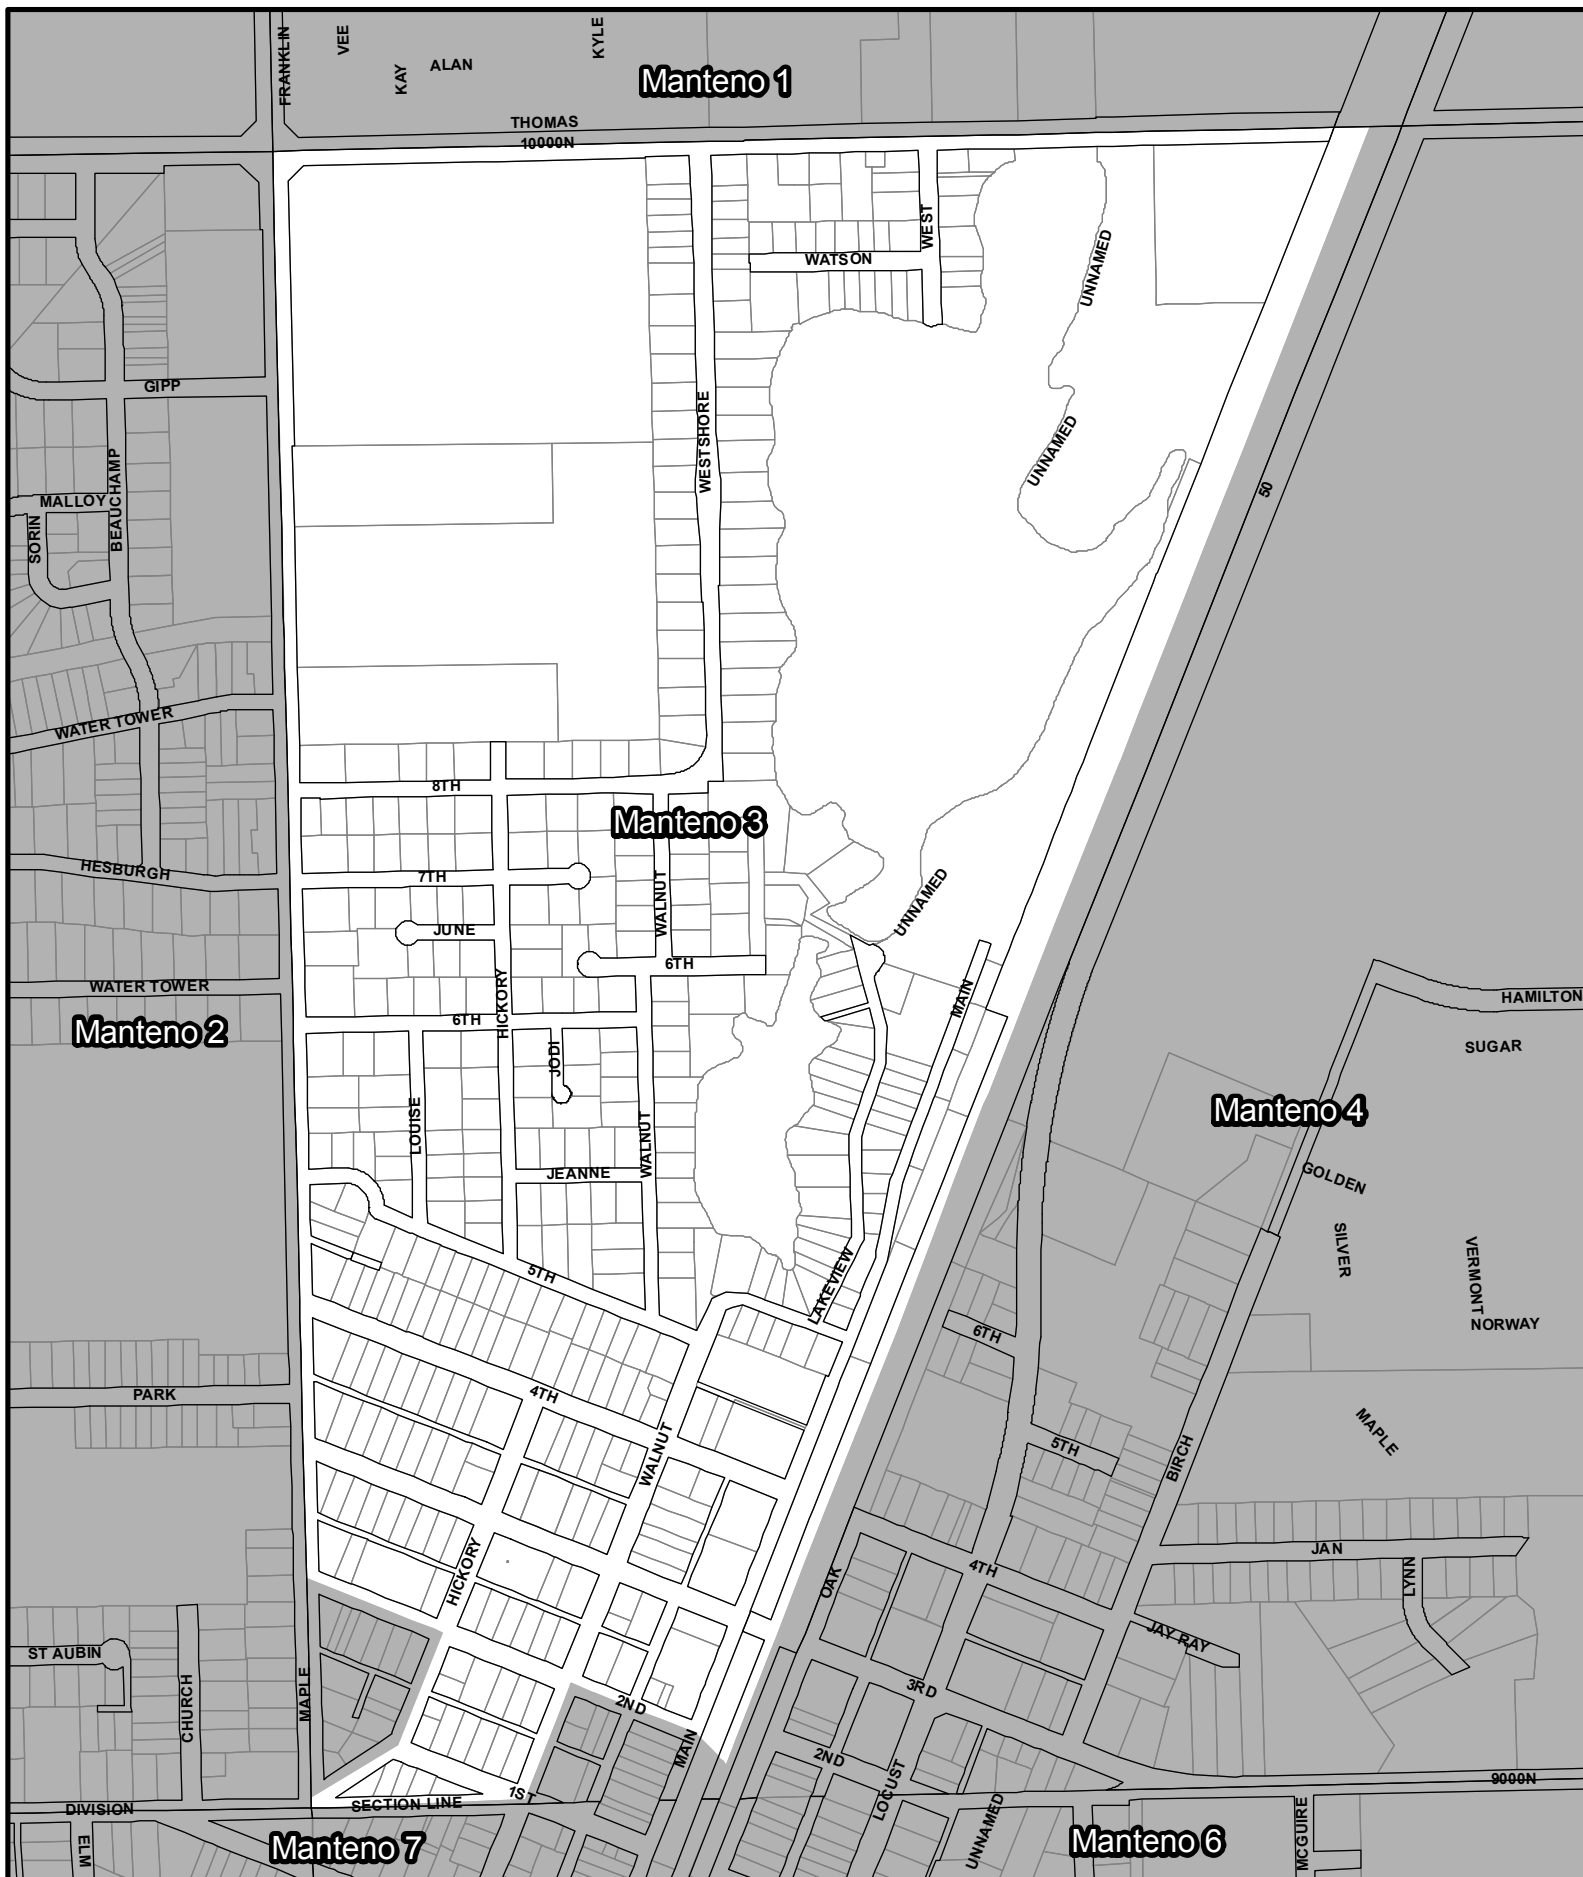 FRANKLIN
VEE
KAY
ALAN
KYLE
Manteno 1
THOMAS
10000N
WEST
WATSON
UNNAMED
GIPP
WESTSHORE
UNNAMED
BEAUCHAMP
MALLOY
SORIN
50
WATER TOWER
8TH
Manteno 3
HESBURGH
7TH
WALNUT
UNNAMED
JUNE
6TH
HICKORY
MAIN
WATER TOWER
HAMILTON
6TH
Manteno 2
SUGAR
JODI
LOUISE
WALNUT
Manteno 4
JEANNE
GOLDEN
SILVER
VERMONT
5TH
LAKEVIEW
NORWAY
6TH
PARK
4TH
MAPLE
WALNUT
5TH
BIRCH
HICKORY
OAK
4TH
JAN
LYNN
JAY RAY
ST AUBIN
CHURCH
MAPLE
3RD
2ND
MAIN
2ND
LOCUST
1ST
9000N
DIVISION
SECTION LINE
ELM
Manteno 7
UNNAMED
Manteno 6
MCGUIRE